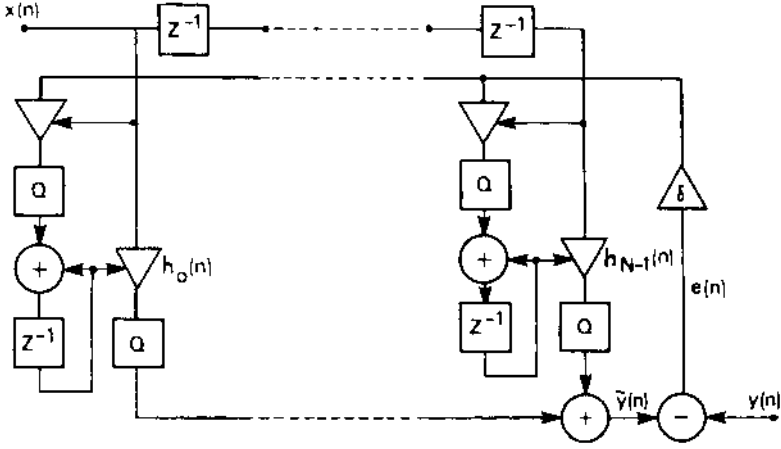 x(n)
z⁻¹
z⁻¹
Q
Q
δ
+
h₀(n)
+
h_{N-1}(n)
e(n)
z⁻¹
Q
z⁻¹
Q
+
ỹ(n)
−
y(n)